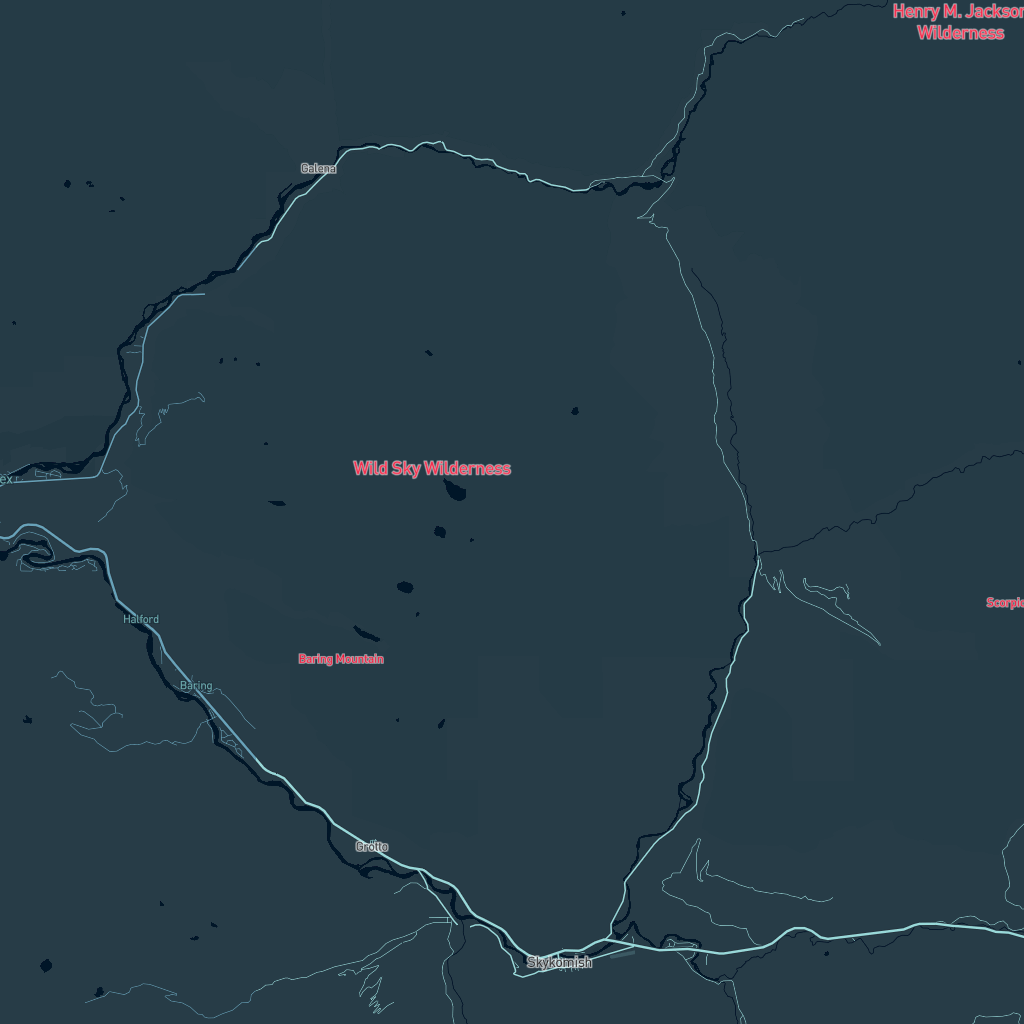 Henry M. Jackson
Wilderness
Galena
Wild Sky Wilderness
Halford
Baring Mountain
Baring
Grotto
Skykomish